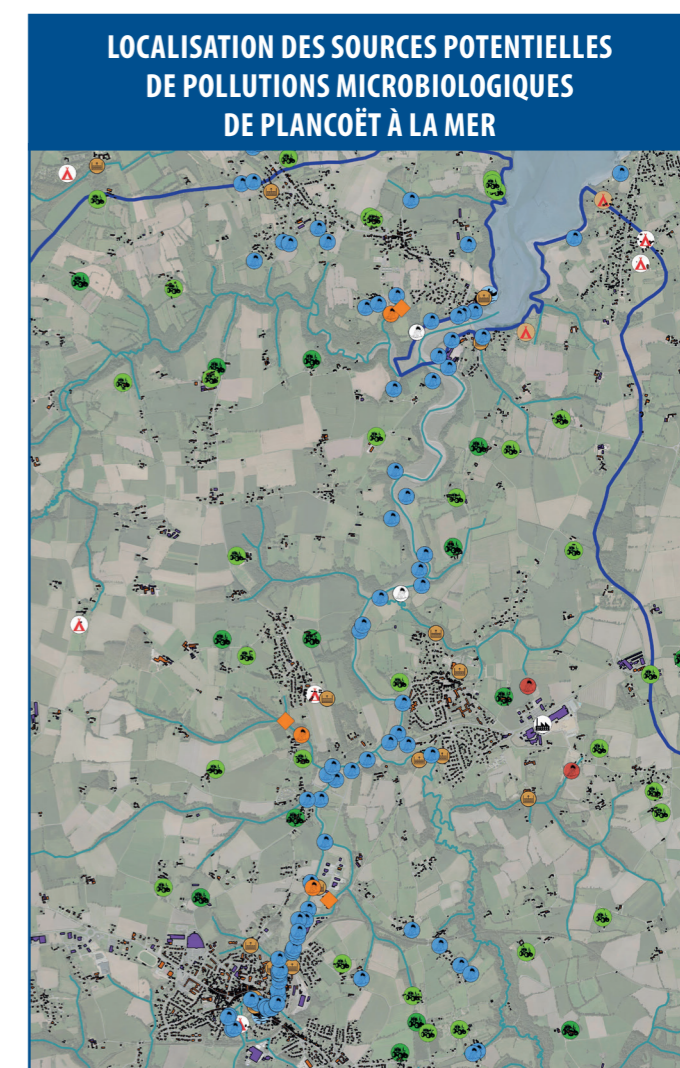 LOCALISATION DES SOURCES POTENTIELLES
DE POLLUTIONS MICROBIOLOGIQUES
DE PLANCOËT À LA MER